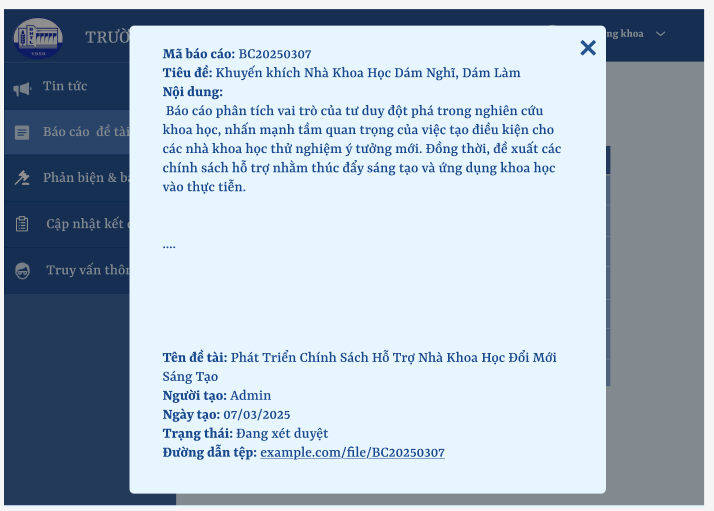 TRƯỜ
ng khoa
Tin tức
Báo cáo để tài
Phản biện & b
Cập nhật kết
Truy vấn thôn
Mã báo cáo: BC20250307
Tiêu đề: Khuyến khích Nhà Khoa Học Dám Nghĩ, Dám Làm
Nội dung:
Báo cáo phân tích vai trò của tư duy đột phá trong nghiên cứu
khoa học, nhấn mạnh tầm quan trọng của việc tạo điều kiện cho
các nhà khoa học thử nghiệm ý tưởng mới. Đồng thời, đề xuất các
chính sách hỗ trợ nhằm thúc đẩy sáng tạo và ứng dụng khoa học
vào thực tiễn.
....
Tên đề tài: Phát Triển Chính Sách Hỗ Trợ Nhà Khoa Học Đổi Mới
Sáng Tạo
Người tạo: Admin
Ngày tạo: 07/03/2025
Trạng thái: Đang xét duyệt
Đường dẫn tệp: example.com/file/BC20250307